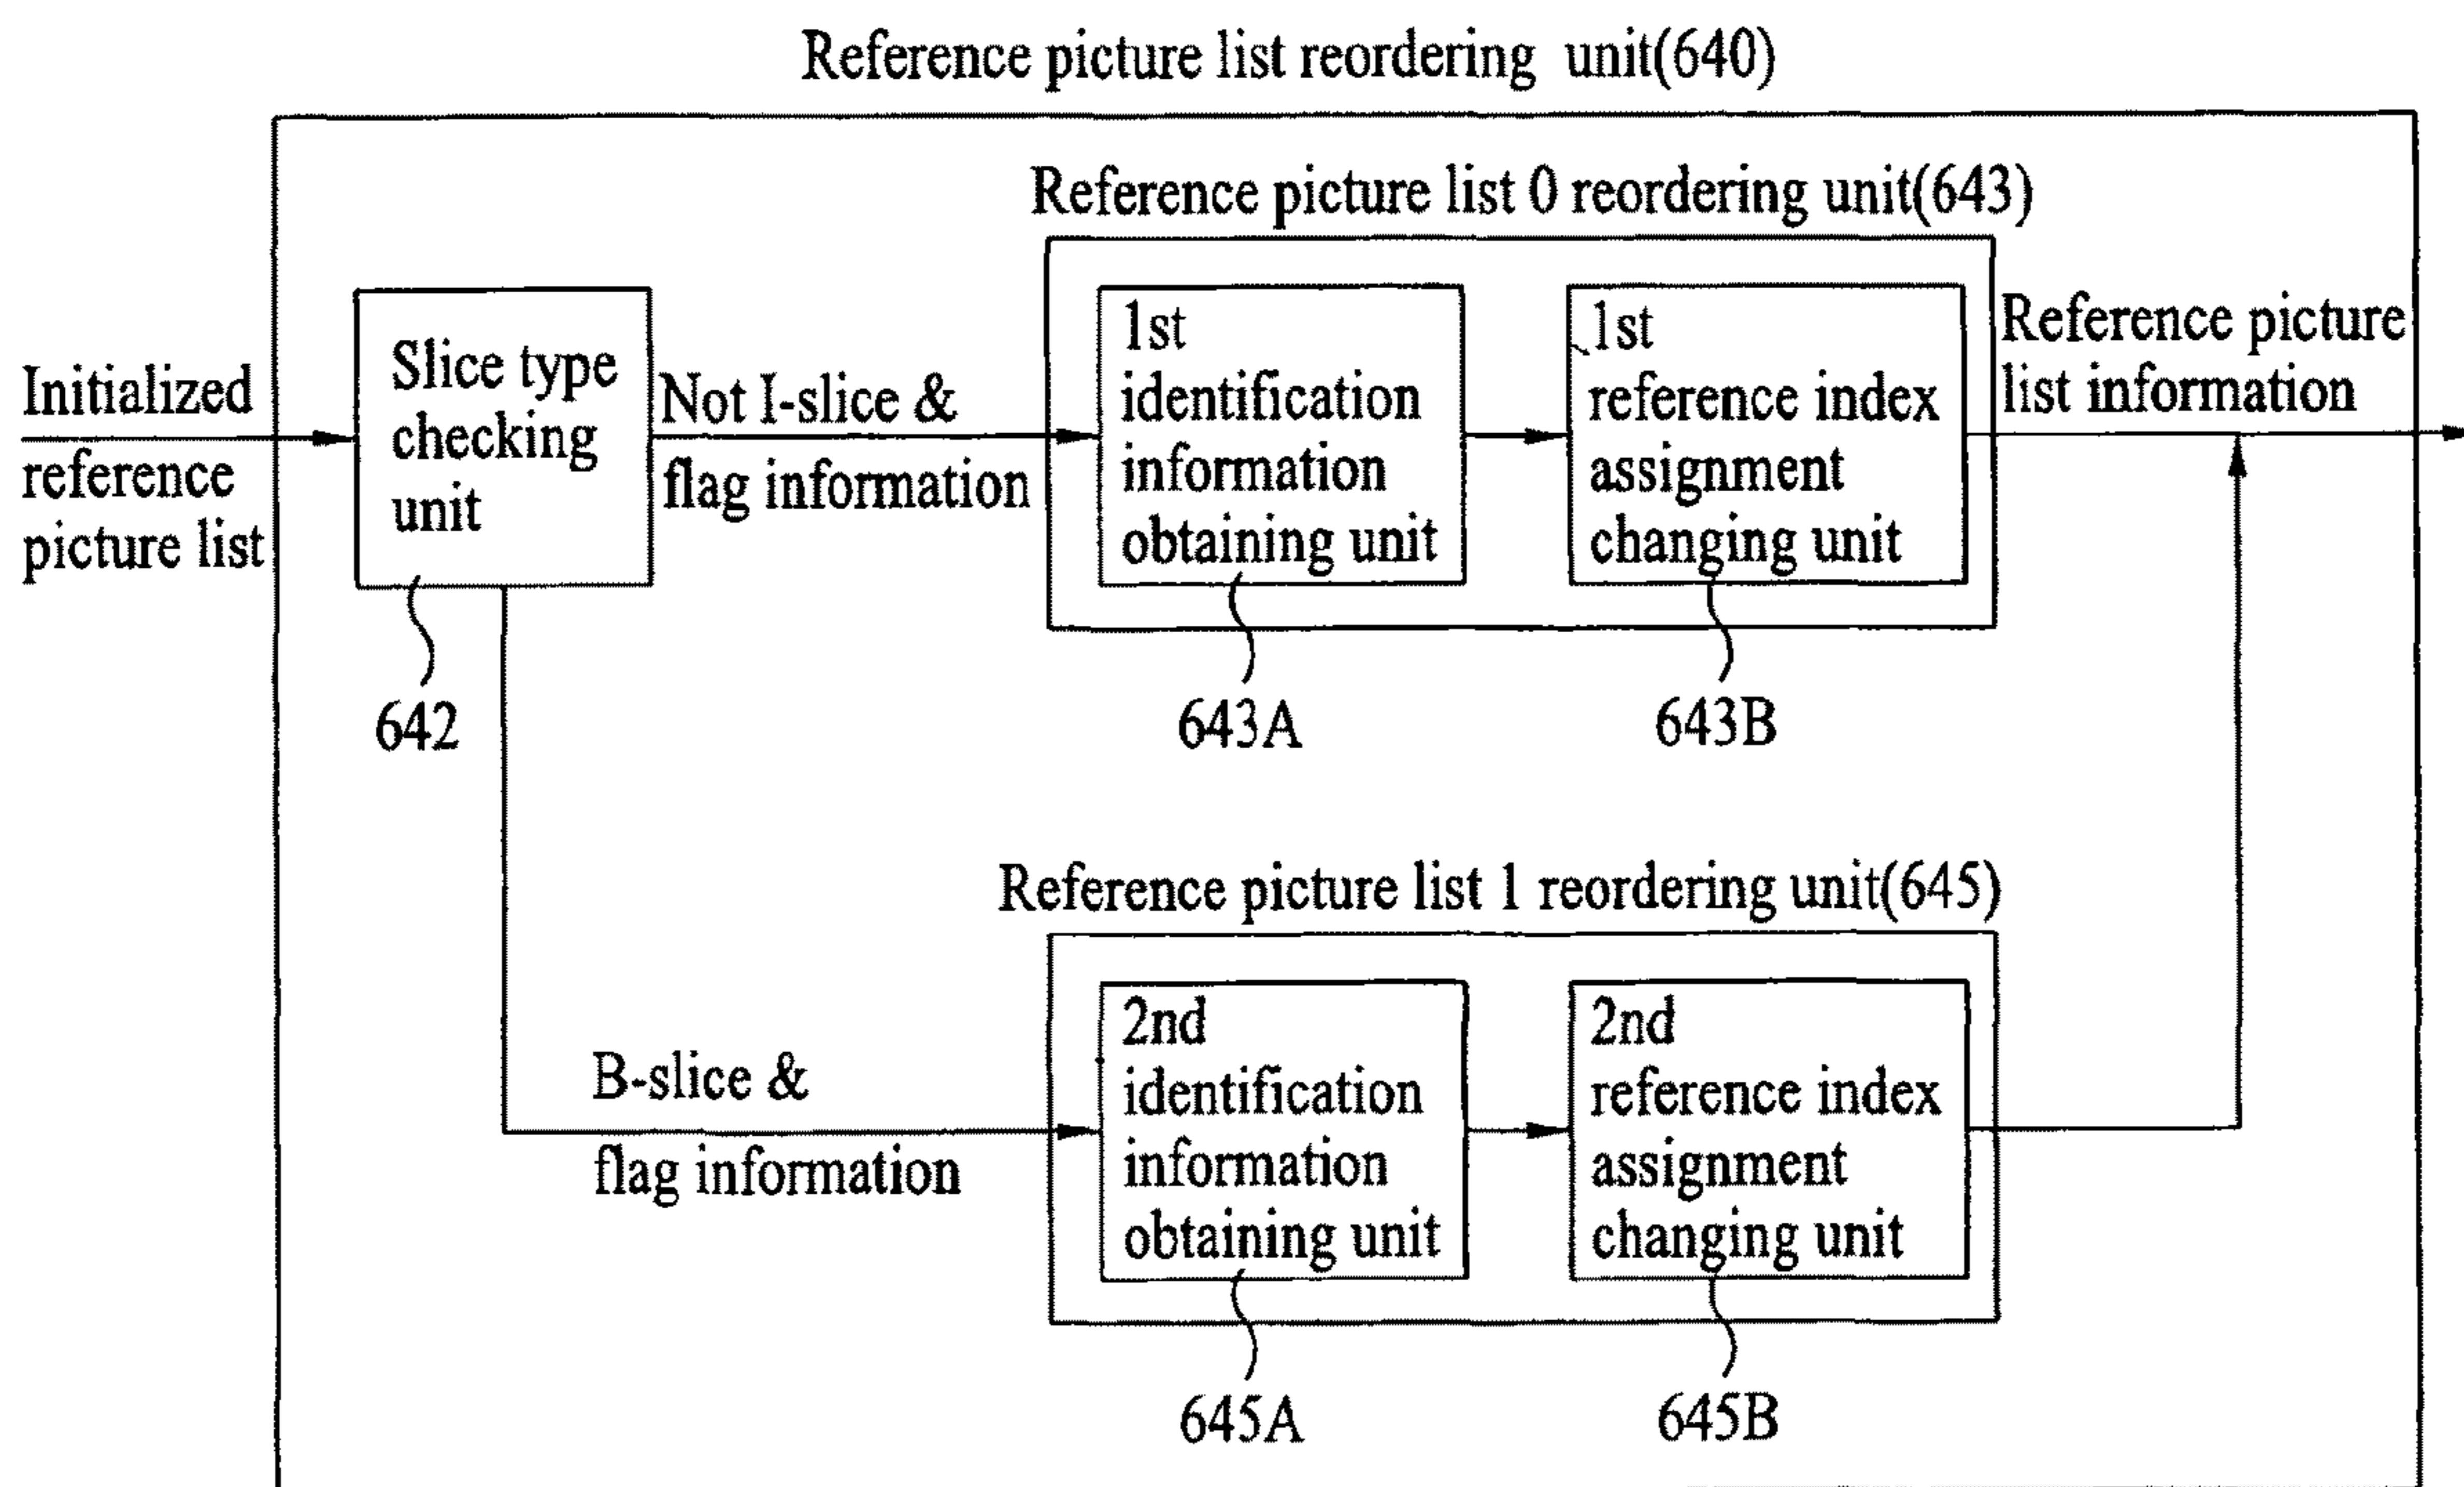 Reference picture list reordering unit(640)
Reference picture list 0 reordering unit(643)
Initialized
reference
picture list
Slice type
checking
unit
642
Not I-slice &
flag information
1st
identification
information
obtaining unit
643A
1st
reference index
assignment
changing unit
643B
Reference picture
list information
Reference picture list 1 reordering unit(645)
B-slice &
flag information
2nd
identification
information
obtaining unit
645A
2nd
reference index
assignment
changing unit
645B